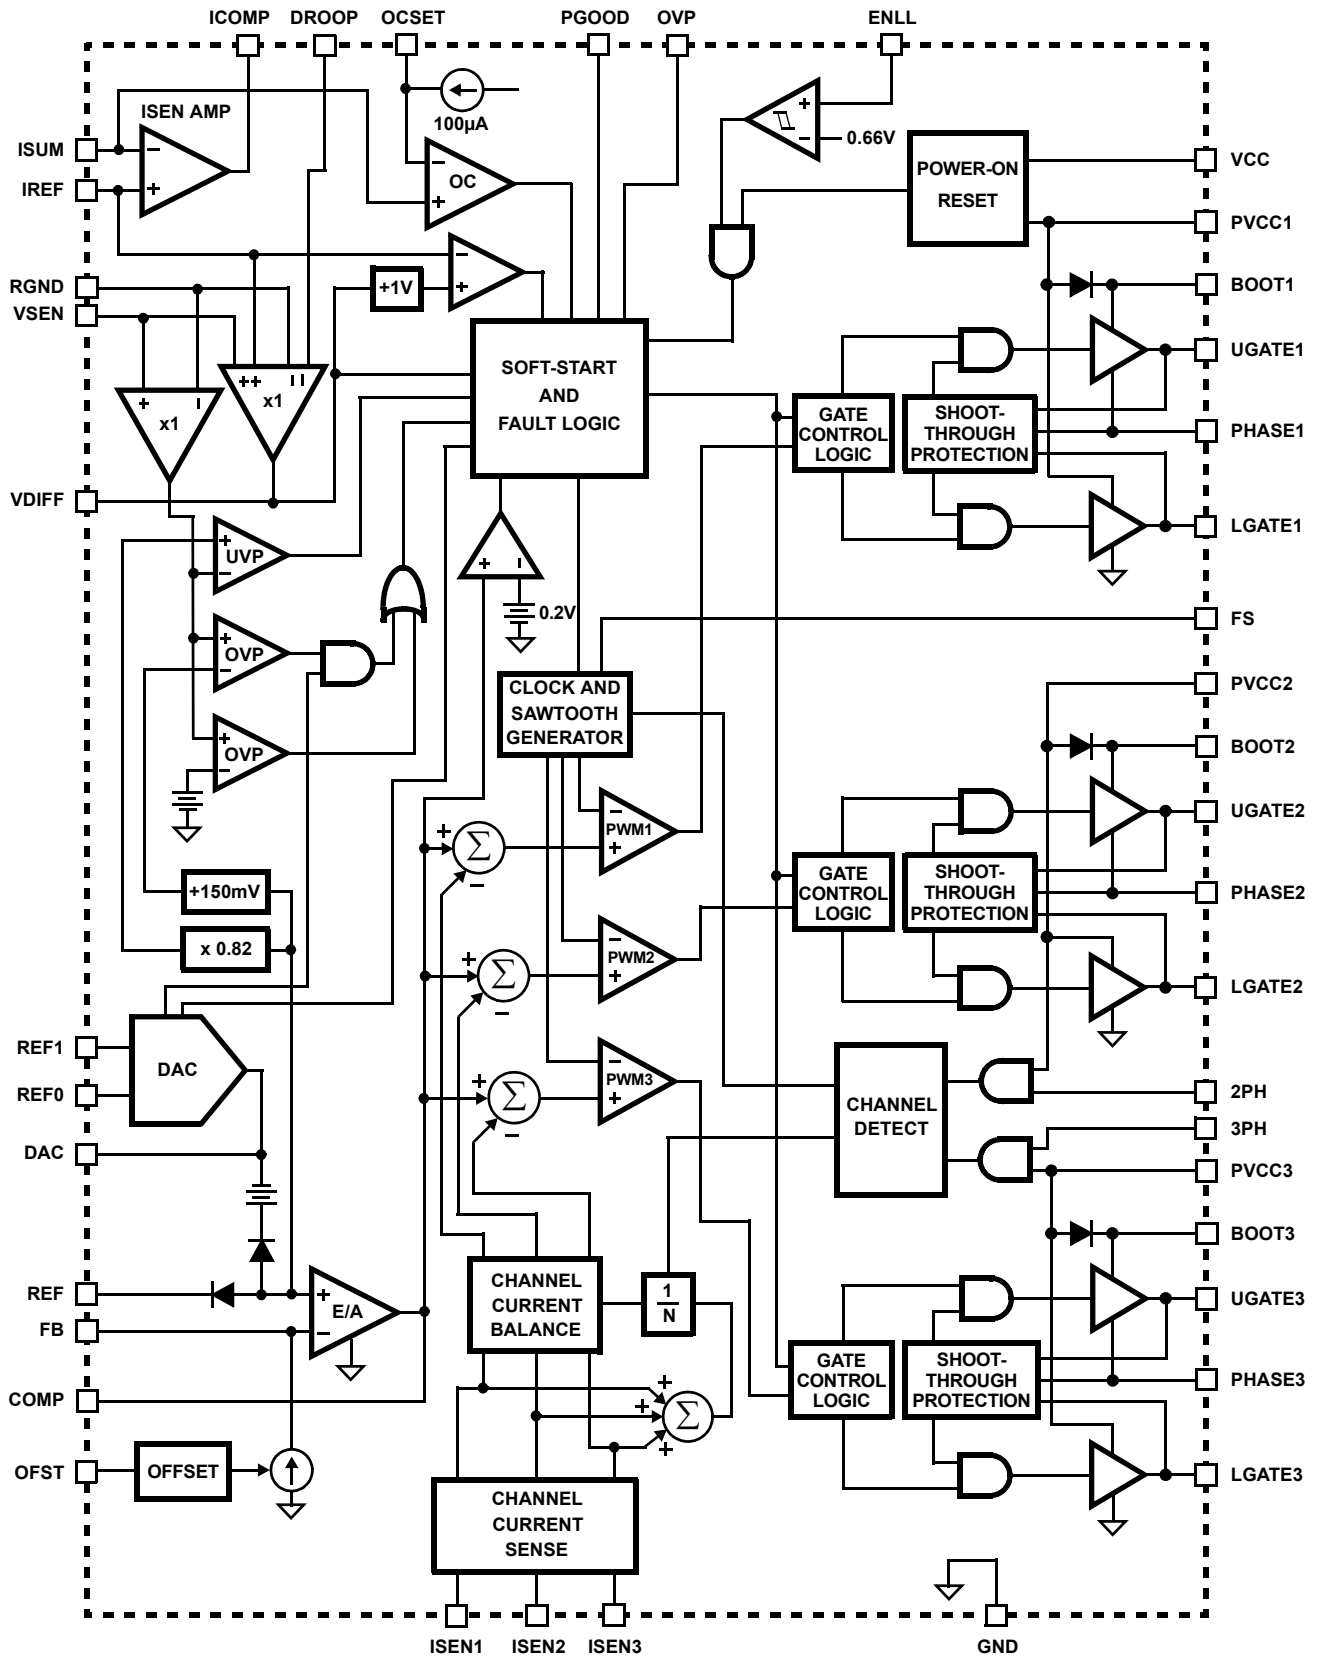 ICOMP DROOP OCSET PGOOD OVP ENLL
ISEN AMP
100µA
ISUM
−
+
IREF
−
OC
+
+
−
0.66V
POWER-ON
RESET
VCC
PVCC1
RGND
VSEN
+1V
−
+
BOOT1
UGATE1
PHASE1
LGATE1
+ −
x1
++ − −
x1
SOFT-START
AND
FAULT LOGIC
GATE
CONTROL
LOGIC
SHOOT-
THROUGH
PROTECTION
VDIFF
+
UVP
−
+ −
0.2V
+
OVP
−
+
OVP
−
FS
CLOCK AND
SAWTOOTH
GENERATOR
PVCC2
BOOT2
UGATE2
PHASE2
LGATE2
+
Σ
−
−
PWM1
+
GATE
CONTROL
LOGIC
SHOOT-
THROUGH
PROTECTION
+150mV
x 0.82
+
Σ
−
−
PWM2
+
REF1
REF0
DAC
DAC
+
Σ
−
−
PWM3
+
CHANNEL
DETECT
2PH
3PH
PVCC3
BOOT3
UGATE3
PHASE3
LGATE3
REF
FB
+
E/A
−
CHANNEL
CURRENT
BALANCE
1
N
COMP
+
+
+
Σ
GATE
CONTROL
LOGIC
SHOOT-
THROUGH
PROTECTION
OFST
OFFSET
CHANNEL
CURRENT
SENSE
ISEN1 ISEN2 ISEN3 GND